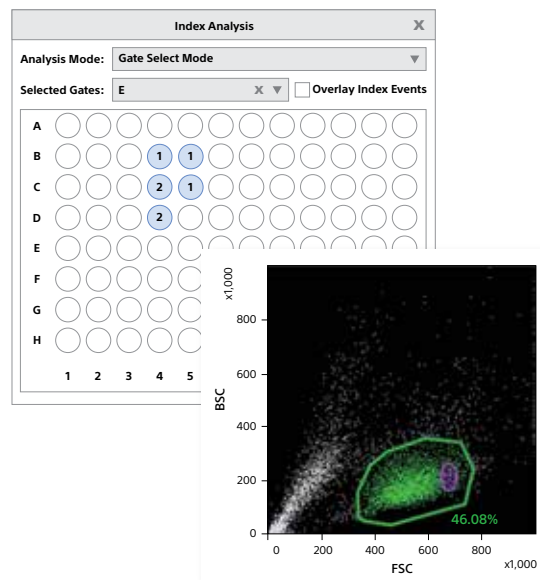 Index Analysis X
Analysis Mode: Gate Select Mode
Selected Gates: E X Overlay Index Events
A
B 1 1
C 2 1
D 2
E
F
G
H
1 2 3 4 5
x1,000
800
600
400
200
0
BSC
46.08%
0 200 400 600 800
x1,000
FSC